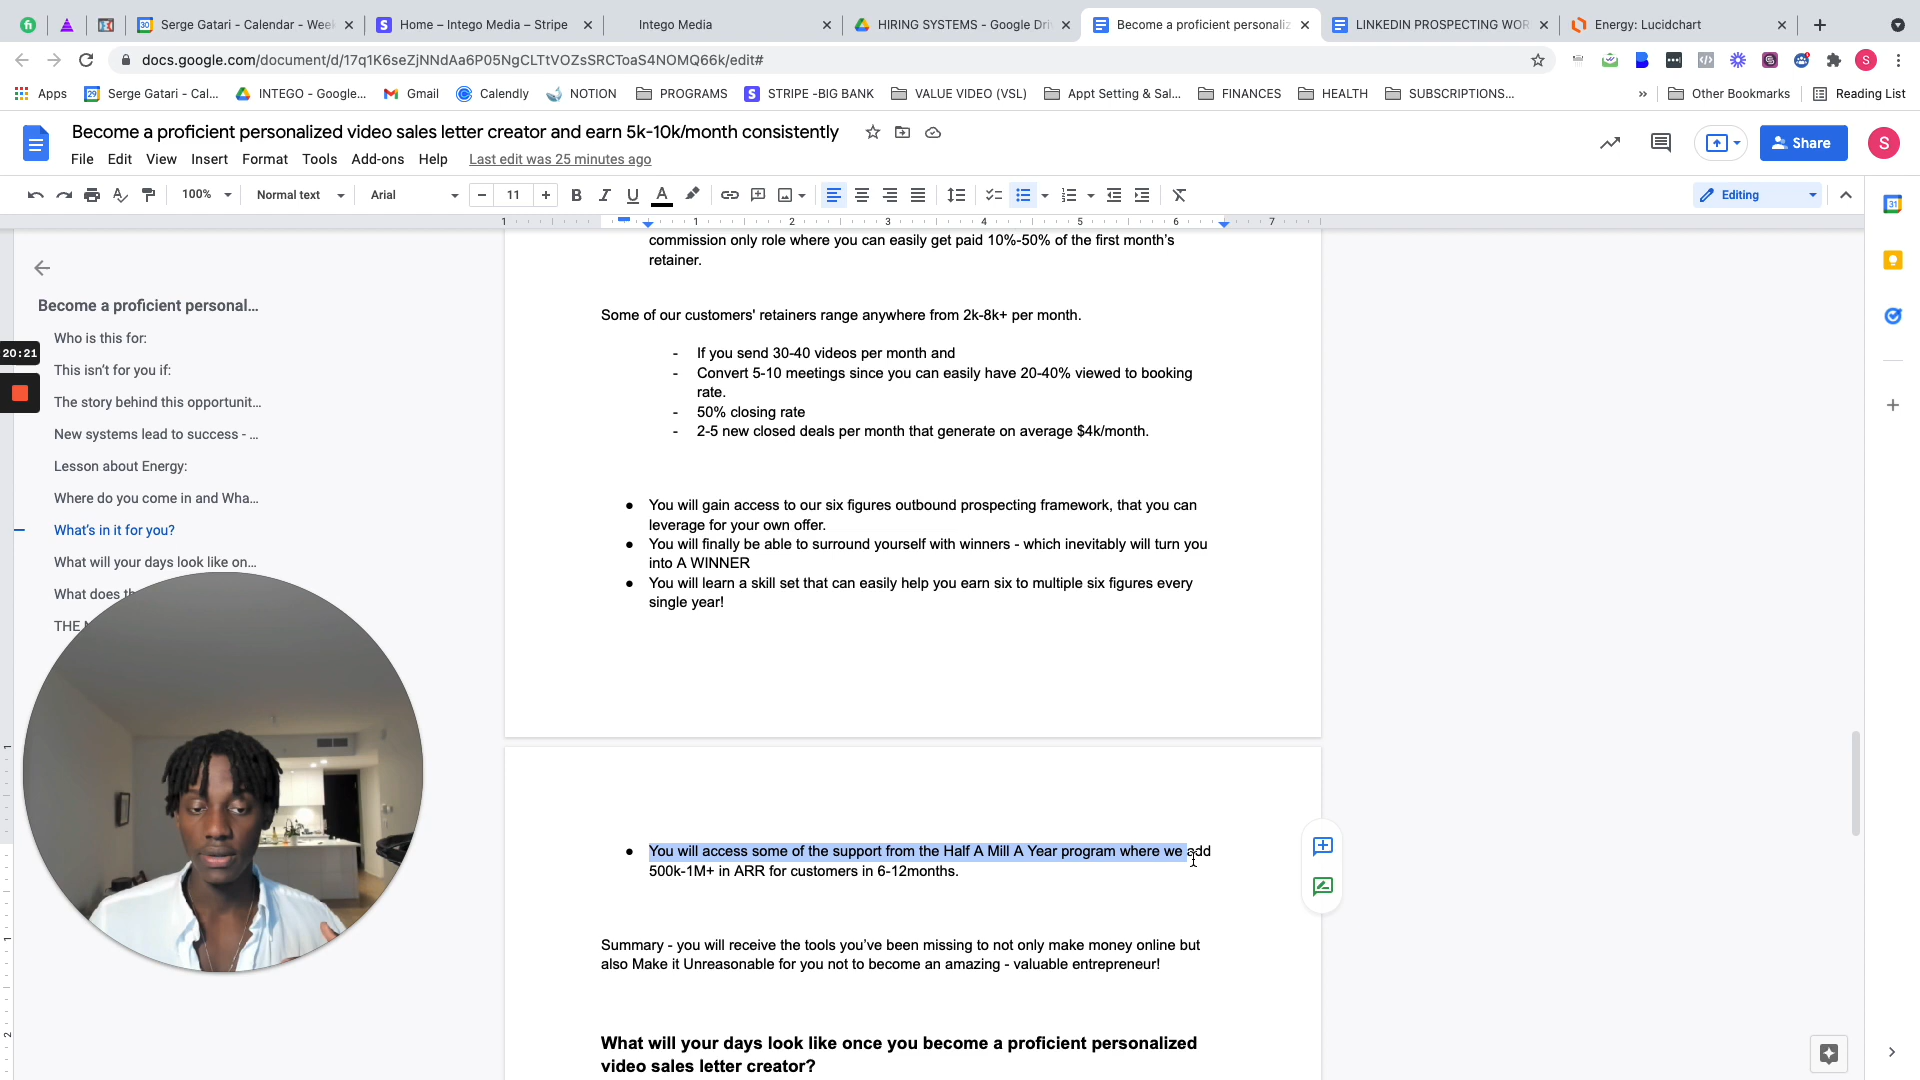 Serge Gatari - Calendar - Week
Home – Intego Media – Stripe
Intego Media
HIRING SYSTEMS - Google Dri
Become a proficient personaliz
LINKEDIN PROSPECTING WOR
Energy: Lucidchart
docs.google.com/document/d/17q1K6seZjNNdAa6P05NgCLTtVOZsSRCToaS4NOMQ66k/edit#
Apps
Serge Gatari - Cal...
INTEGO - Google...
Gmail
Calendly
NOTION
PROGRAMS
STRIPE -BIG BANK
VALUE VIDEO (VSL)
Appt Setting & Sal...
FINANCES
HEALTH
SUBSCRIPTIONS...
»
Other Bookmarks
Reading List
Become a proficient personalized video sales letter creator and earn 5k-10k/month consistently
File Edit View Insert Format Tools Add-ons Help Last edit was 25 minutes ago
Share
S
100% Normal text Arial 11 Editing
1 1 2 3 4 5 6 7
Become a proficient personal...
Who is this for:
This isn't for you if:
The story behind this opportunit...
New systems lead to success - ...
Lesson about Energy:
Where do you come in and Wha...
What's in it for you?
What will your days look like on...
What does th
THE
20:21
commission only role where you can easily get paid 10%-50% of the first month's
retainer.
Some of our customers' retainers range anywhere from 2k-8k+ per month.
- If you send 30-40 videos per month and
- Convert 5-10 meetings since you can easily have 20-40% viewed to booking
rate.
- 50% closing rate
- 2-5 new closed deals per month that generate on average $4k/month.
● You will gain access to our six figures outbound prospecting framework, that you can
leverage for your own offer.
● You will finally be able to surround yourself with winners - which inevitably will turn you
into A WINNER
● You will learn a skill set that can easily help you earn six to multiple six figures every
single year!
● You will access some of the support from the Half A Mill A Year program where we add
500k-1M+ in ARR for customers in 6-12months.
Summary - you will receive the tools you've been missing to not only make money online but
also Make it Unreasonable for you not to become an amazing - valuable entrepreneur!
What will your days look like once you become a proficient personalized
video sales letter creator?